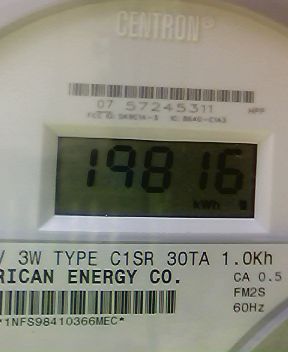 CENTRON®
07 57245311
19816
kWh
/ 3W TYPE C1SR 30TA 1.0Kh
RICAN ENERGY CO.
CA 0.5
FM2S
60Hz
*1NFS98410366MEC*